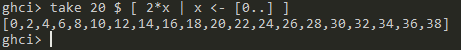 ghci> take 20 $ [ 2*x | x <- [0..] ]
[0,2,4,6,8,10,12,14,16,18,20,22,24,26,28,30,32,34,36,38]
ghci>